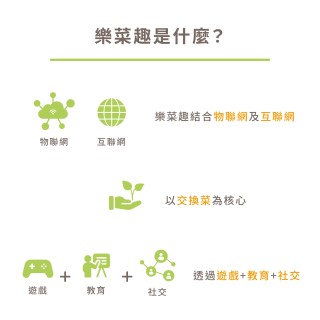 樂菜趣是什麼？
物聯網 互聯網
樂菜趣結合物聯網及互聯網
以交換菜為核心
遊戲 + 教育 + 社交
透過遊戲+教育+社交